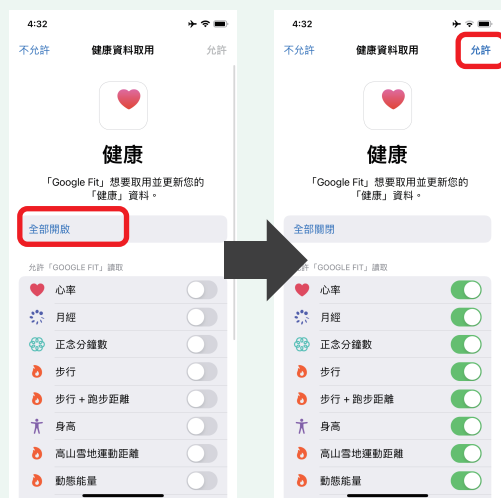 4:32
不允許 健康資料取用 允許
健康
「Google Fit」想要取用並更新您的
「健康」資料。
全部開啟
允許「GOOGLE FIT」讀取
心率
月經
正念分鐘數
步行
步行 + 跑步距離
身高
高山雪地運動距離
動態能量
4:32
不允許 健康資料取用 允許
健康
「Google Fit」想要取用並更新您的
「健康」資料。
全部關閉
許「GOOGLE FIT」讀取
心率
月經
正念分鐘數
步行
步行 + 跑步距離
身高
高山雪地運動距離
動態能量